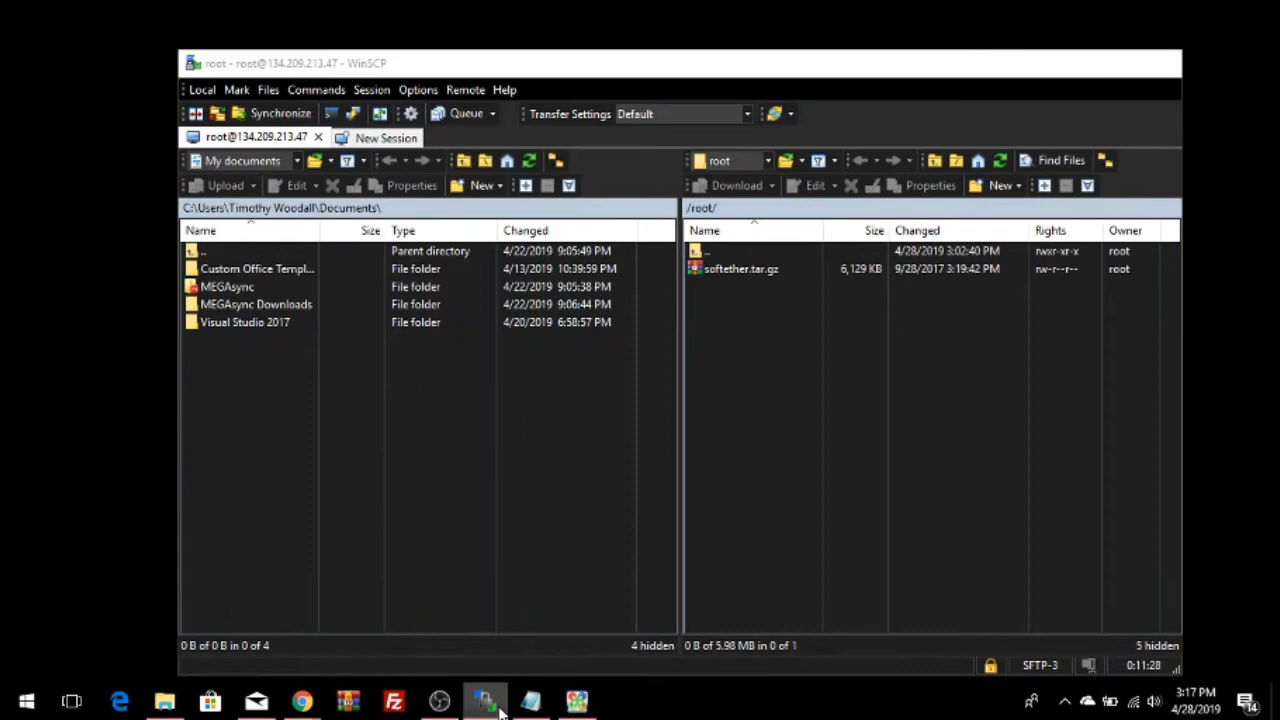 root - root@134.209.213.47 - WinSCP
Local Mark Files Commands Session Options Remote Help
Synchronize Queue Transfer Settings Default
root@134.209.213.47 New Session
My documents root Find Files
Upload Edit Properties New Download Edit Properties New
C:\Users\Timothy Woodall\Documents\ /root/
Name Size Type Changed Name Size Changed Rights Owner
.. Parent directory 4/22/2019 9:05:49 PM .. 4/28/2019 3:02:40 PM rwxr-xr-x root
Custom Office Templ... File folder 4/13/2019 10:39:59 PM softether.tar.gz 6,129 KB 9/28/2017 3:19:42 PM rw-r--r-- root
MEGAsync File folder 4/22/2019 9:05:38 PM
MEGAsync Downloads File folder 4/22/2019 9:06:44 PM
Visual Studio 2017 File folder 4/20/2019 6:58:57 PM
0 B of 0 B in 0 of 4 4 hidden 0 B of 5.98 MB in 0 of 1 5 hidden
SFTP-3 0:11:28
3:17 PM
4/28/2019
14